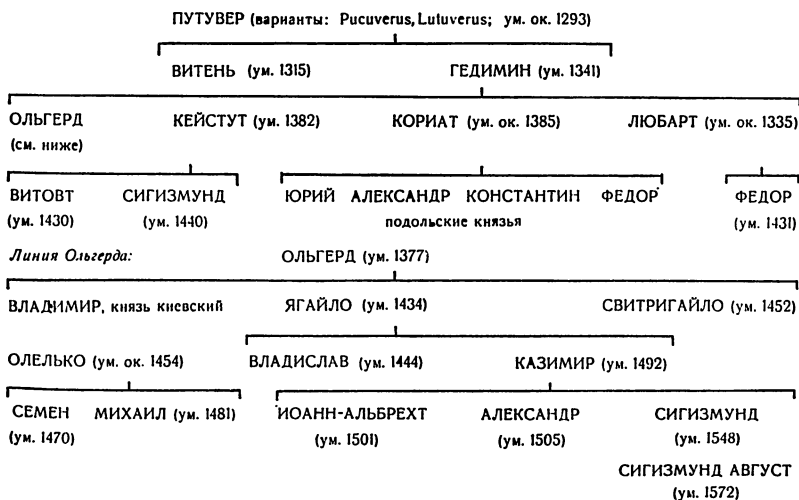 ПУТУВЕР (варианты: Pucuverus, Lutuverus; ум. ок. 1293)
ВИТЕНЬ (ум. 1315) ГЕДИМИН (ум. 1341)
ОЛЬГЕРД КЕЙСТУТ (ум. 1382) КОРИАТ (ум. ок. 1385) ЛЮБАРТ (ум. ок. 1335)
(см. ниже)
ВИТОВТ СИГИЗМУНД ЮРИЙ АЛЕКСАНДР КОНСТАНТИН ФЕДОР ФЕДОР
(ум. 1430) (ум. 1440) подольские князья (ум. 1431)
Линия Ольгерда: ОЛЬГЕРД (ум. 1377)
ВЛАДИМИР, князь киевский ЯГАЙЛО (ум. 1434) СВИТРИГАЙЛО (ум. 1452)
ОЛЕЛЬКО (ум. ок. 1454) ВЛАДИСЛАВ (ум. 1444) КАЗИМИР (ум. 1492)
СЕМЕН МИХАИЛ (ум. 1481) ИОАНН-АЛЬБРЕХТ АЛЕКСАНДР СИГИЗМУНД
(ум. 1470) (ум. 1501) (ум. 1505) (ум. 1548)
СИГИЗМУНД АВГУСТ
(ум. 1572)